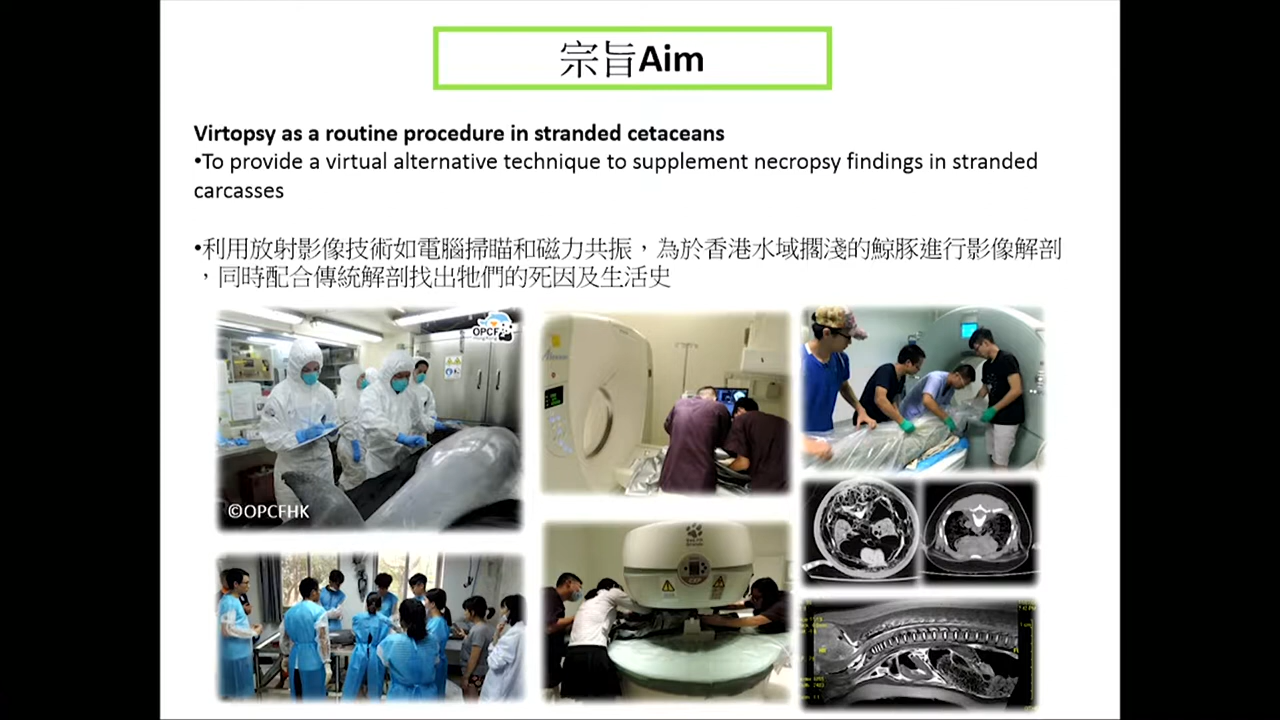 宗旨Aim
Virtopsy as a routine procedure in stranded cetaceans
•To provide a virtual alternative technique to supplement necropsy findings in stranded
carcasses
•利用放射影像技術如電腦掃瞄和磁力共振，為於香港水域擱淺的鯨豚進行影像解剖
，同時配合傳統解剖找出牠們的死因及生活史
OPCF
©OPCFHK